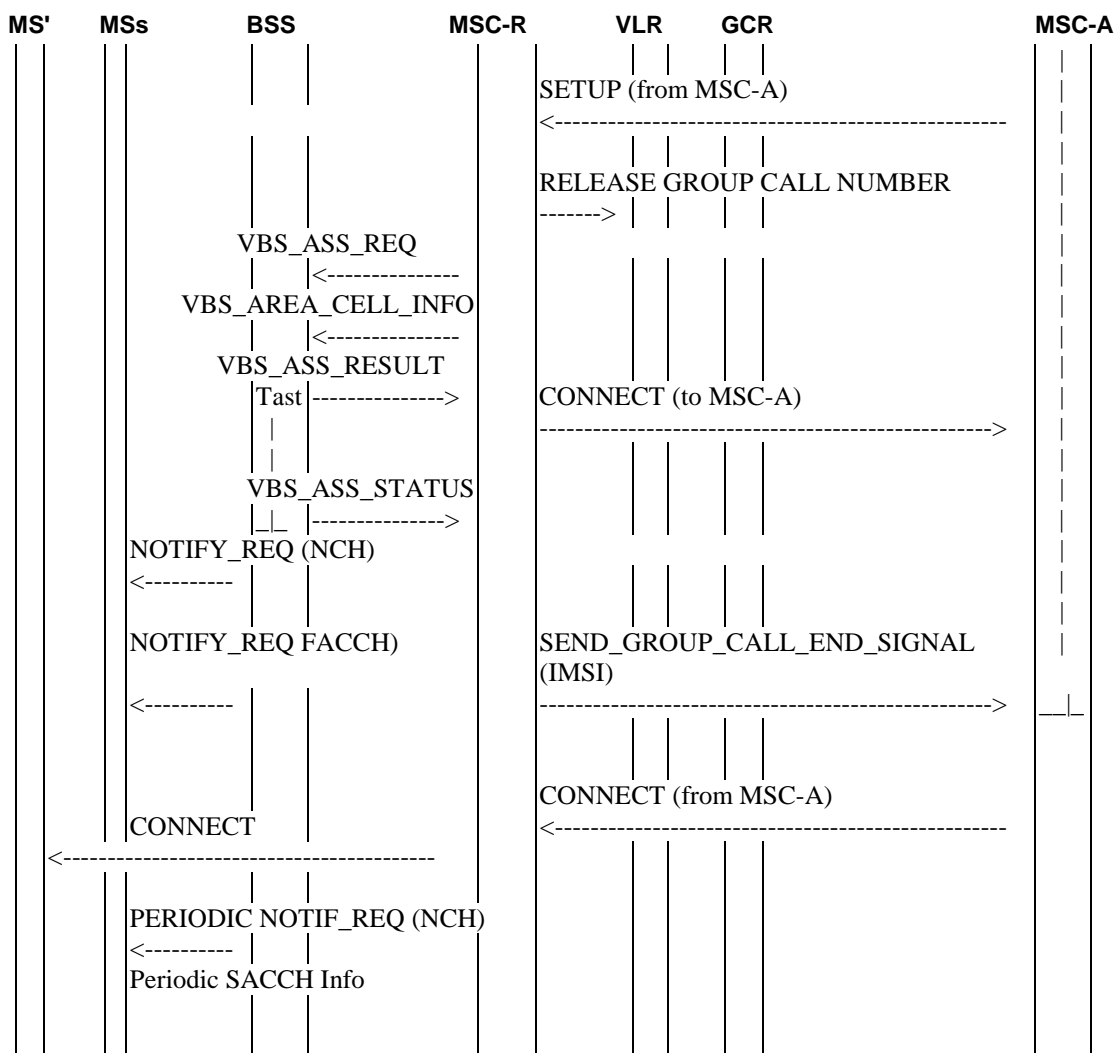 MS' MSs BSS MSC-R VLR GCR MSC-A
SETUP (from MSC-A)
RELEASE GROUP CALL NUMBER
VBS_ASS_REQ
VBS_AREA_CELL_INFO
VBS_ASS_RESULT
Tast CONNECT (to MSC-A)
VBS_ASS_STATUS
NOTIFY_REQ (NCH)
NOTIFY_REQ FACCH) SEND_GROUP_CALL_END_SIGNAL
(IMSI)
CONNECT (from MSC-A)
CONNECT
PERIODIC NOTIF_REQ (NCH)
Periodic SACCH Info